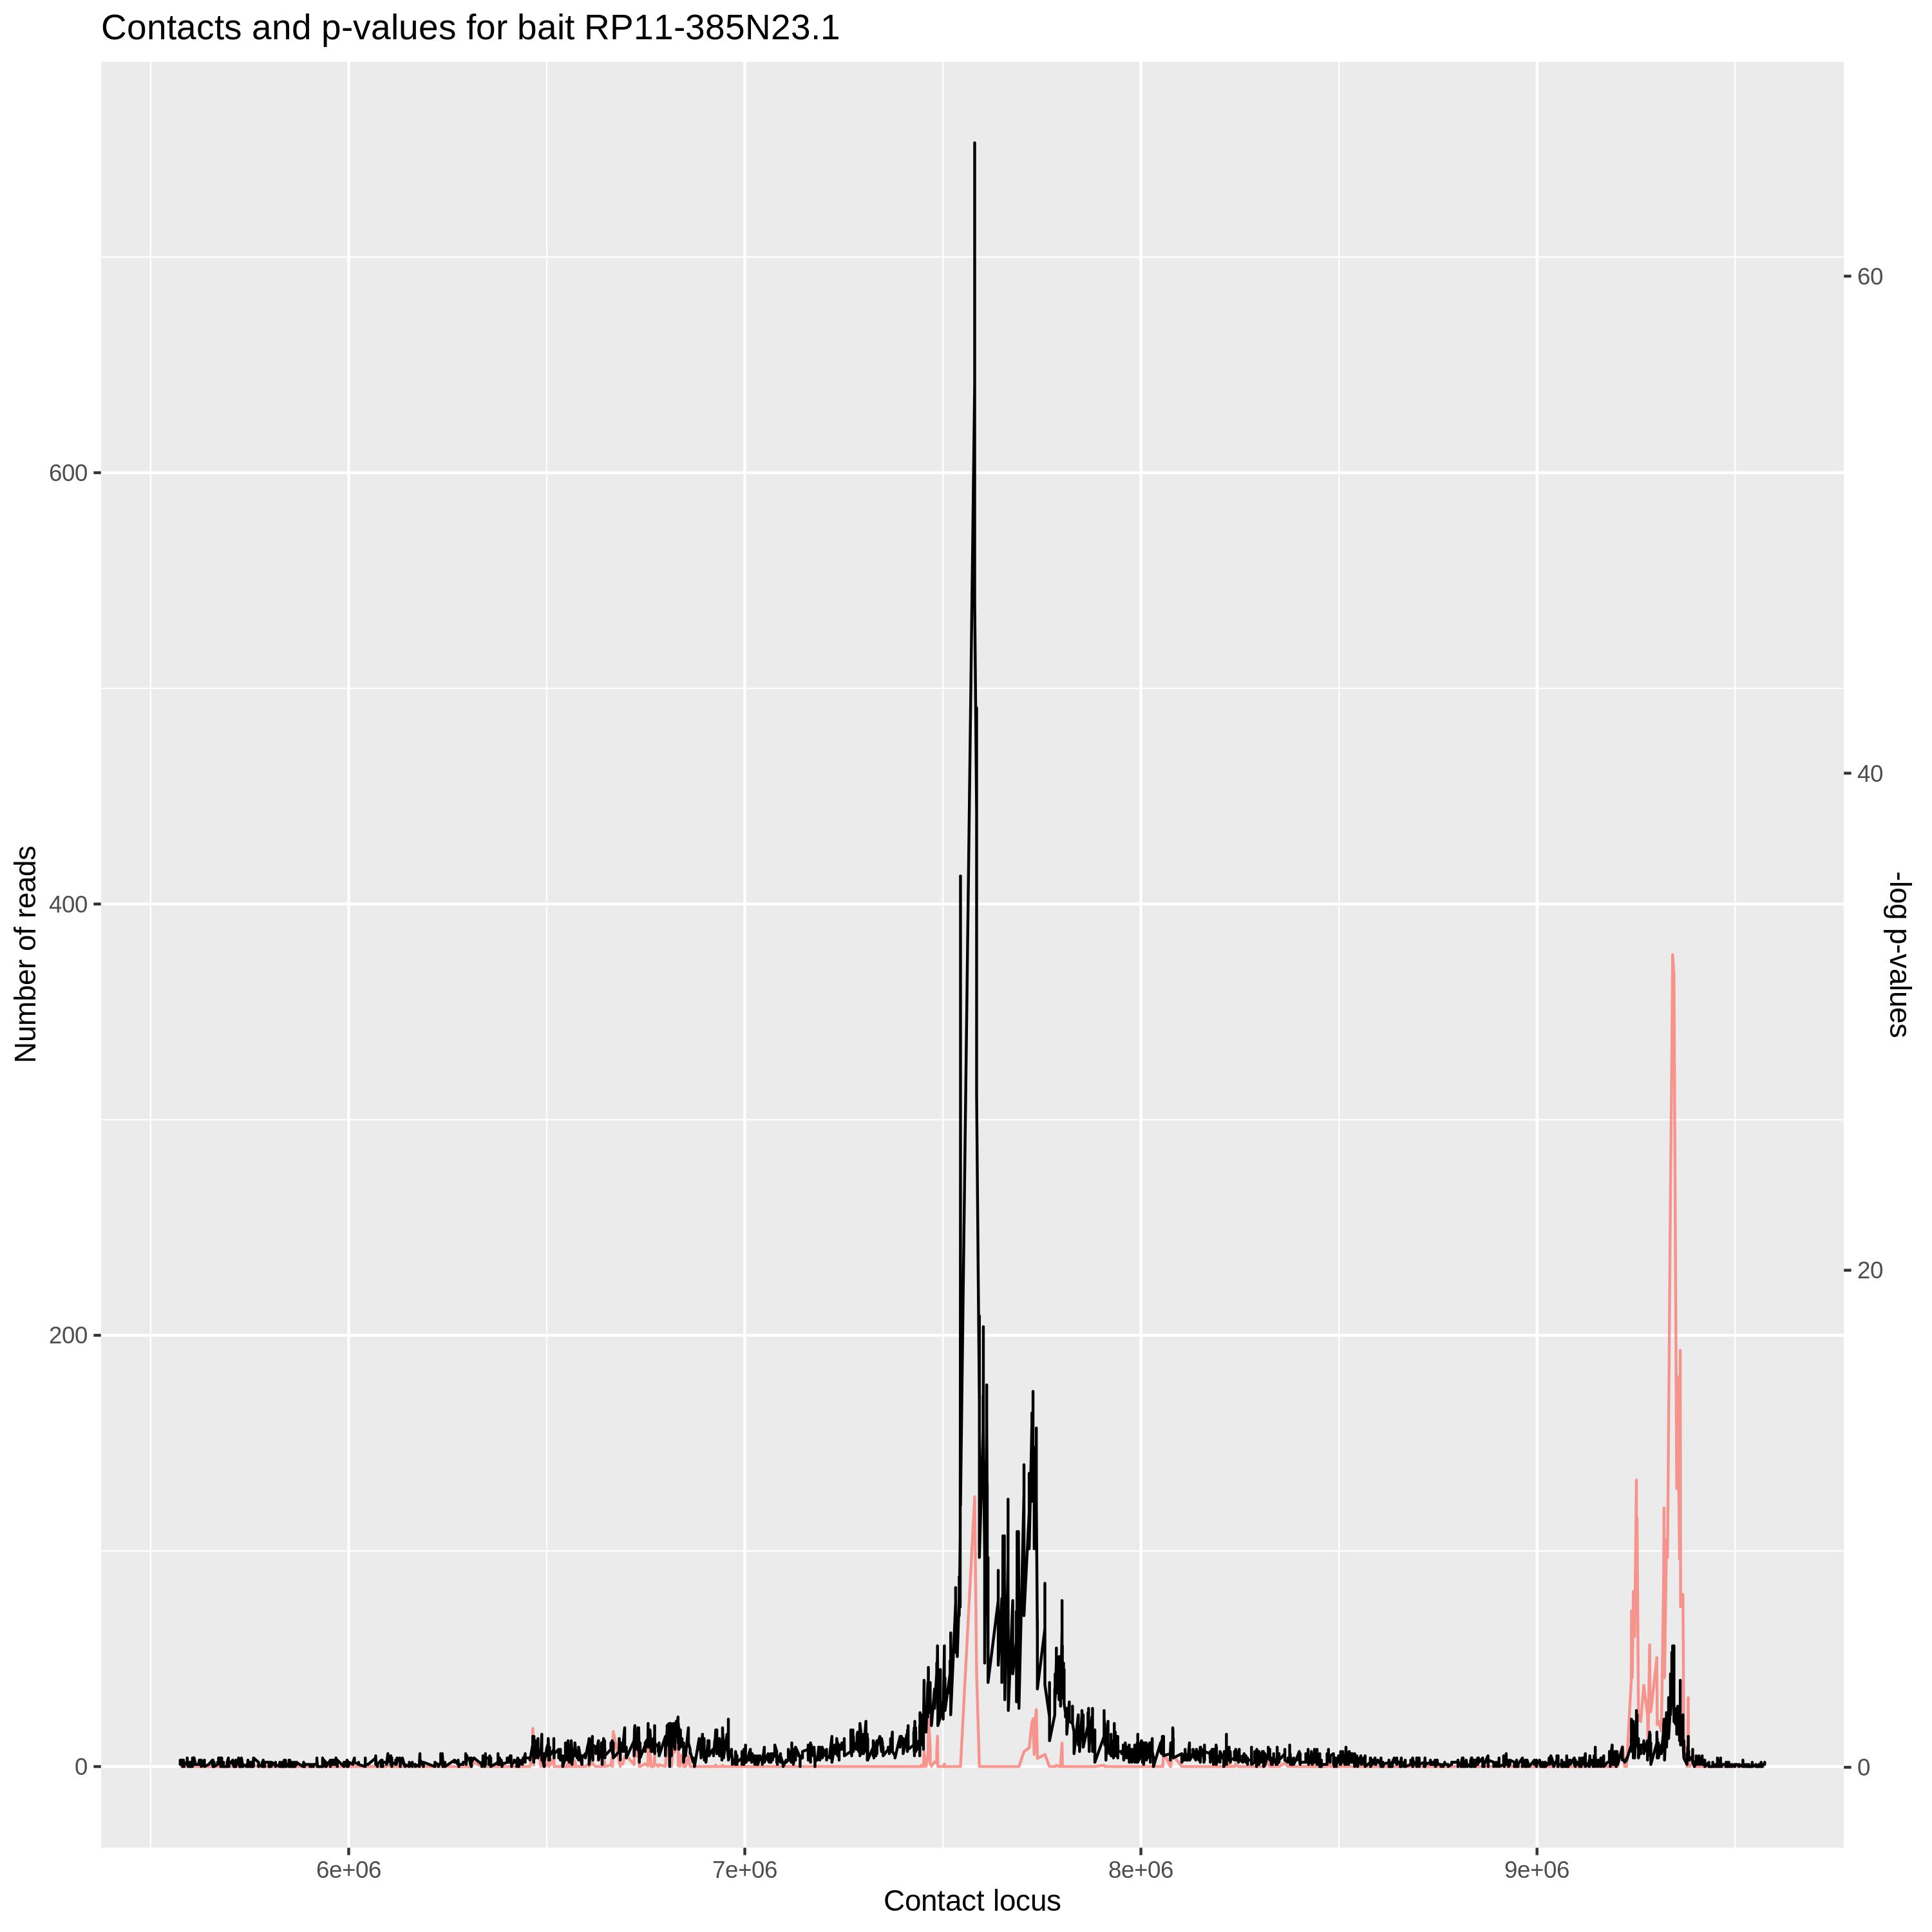 Contacts and p-values for bait RP11-385N23.1
60
600
40
400
Number of reads
-log p-values
20
200
0
0
6e+06
7e+06
8e+06
9e+06
Contact locus